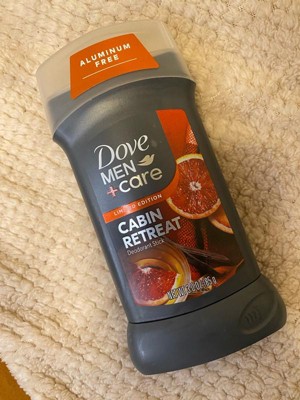 ALUMINUM
FREE
Dove
MEN
+care
LIMITED EDITION
CABIN
RETREAT
Deodorant Stick